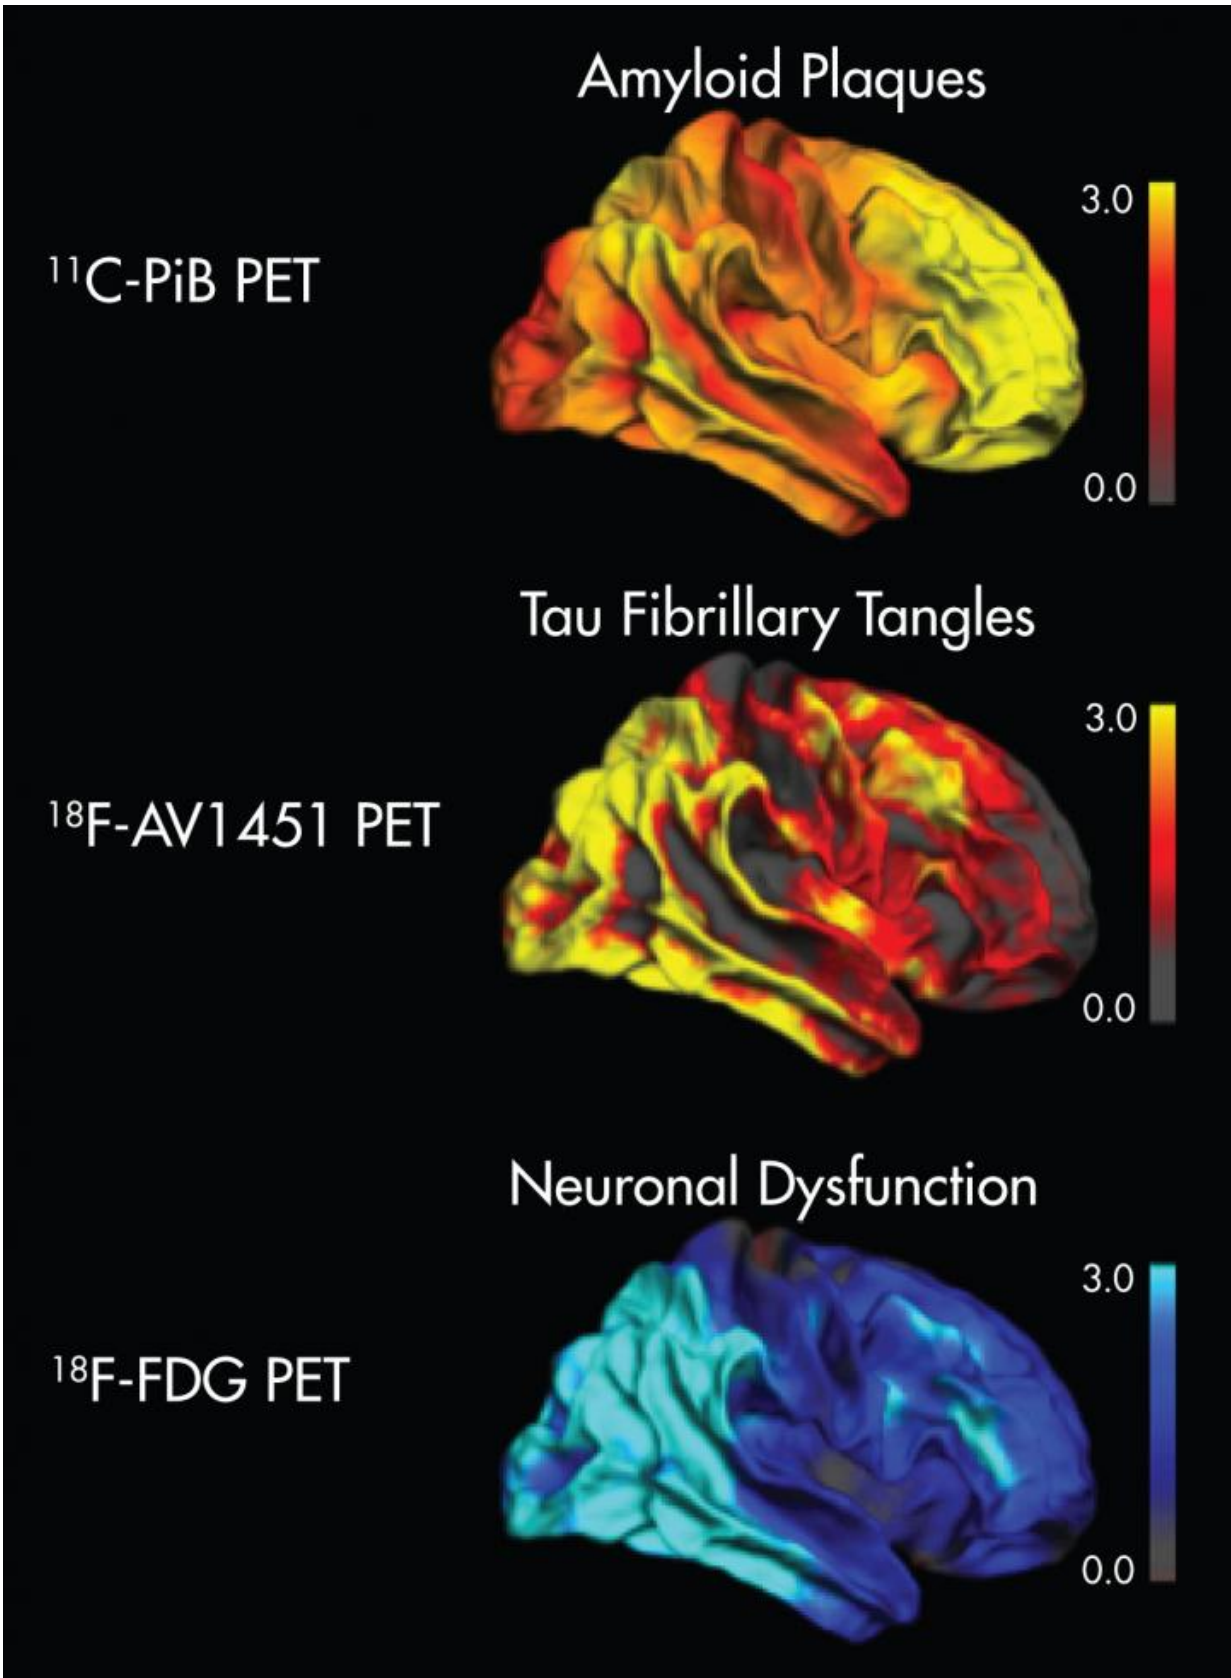 Amyloid Plaques
¹¹C-PiB PET
3.0
0.0
Tau Fibrillary Tangles
¹⁸F-AV1451 PET
3.0
0.0
Neuronal Dysfunction
¹⁸F-FDG PET
3.0
0.0